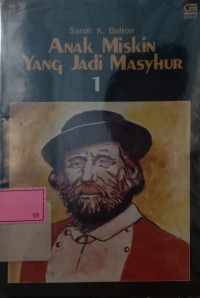 Sarah K. Bolton
Anak Miskin
Yang Jadi Masyhur
1